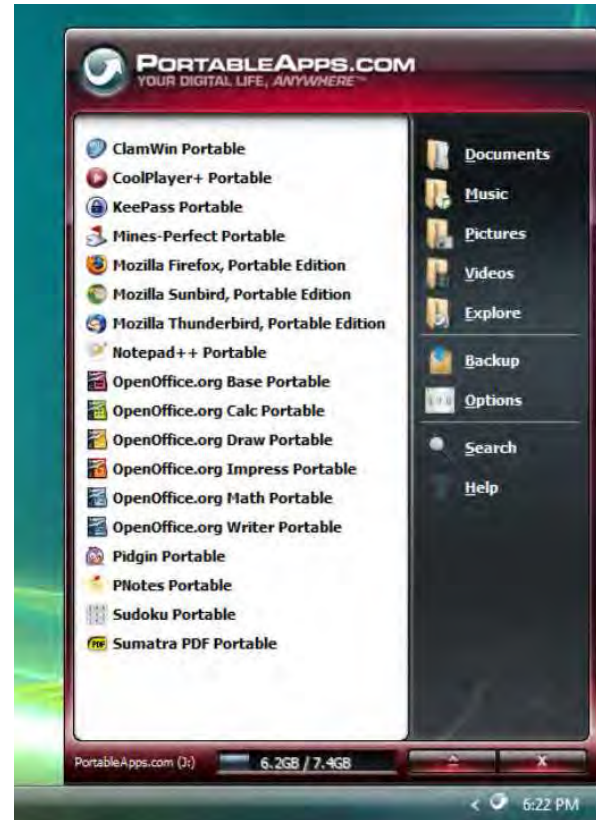 PORTABLEAPPS.COM
YOUR DIGITAL LIFE, ANYWHERE™
ClamWin Portable
CoolPlayer+ Portable
KeePass Portable
Mines-Perfect Portable
Mozilla Firefox, Portable Edition
Mozilla Sunbird, Portable Edition
Mozilla Thunderbird, Portable Edition
Notepad++ Portable
OpenOffice.org Base Portable
OpenOffice.org Calc Portable
OpenOffice.org Draw Portable
OpenOffice.org Impress Portable
OpenOffice.org Math Portable
OpenOffice.org Writer Portable
Pidgin Portable
PNotes Portable
Sudoku Portable
PDF Sumatra PDF Portable
Documents
Music
Pictures
Videos
Explore
Backup
Options
Search
Help
PortableApps.com (J:) 6.2GB / 7.4GB X
< 6:22 PM